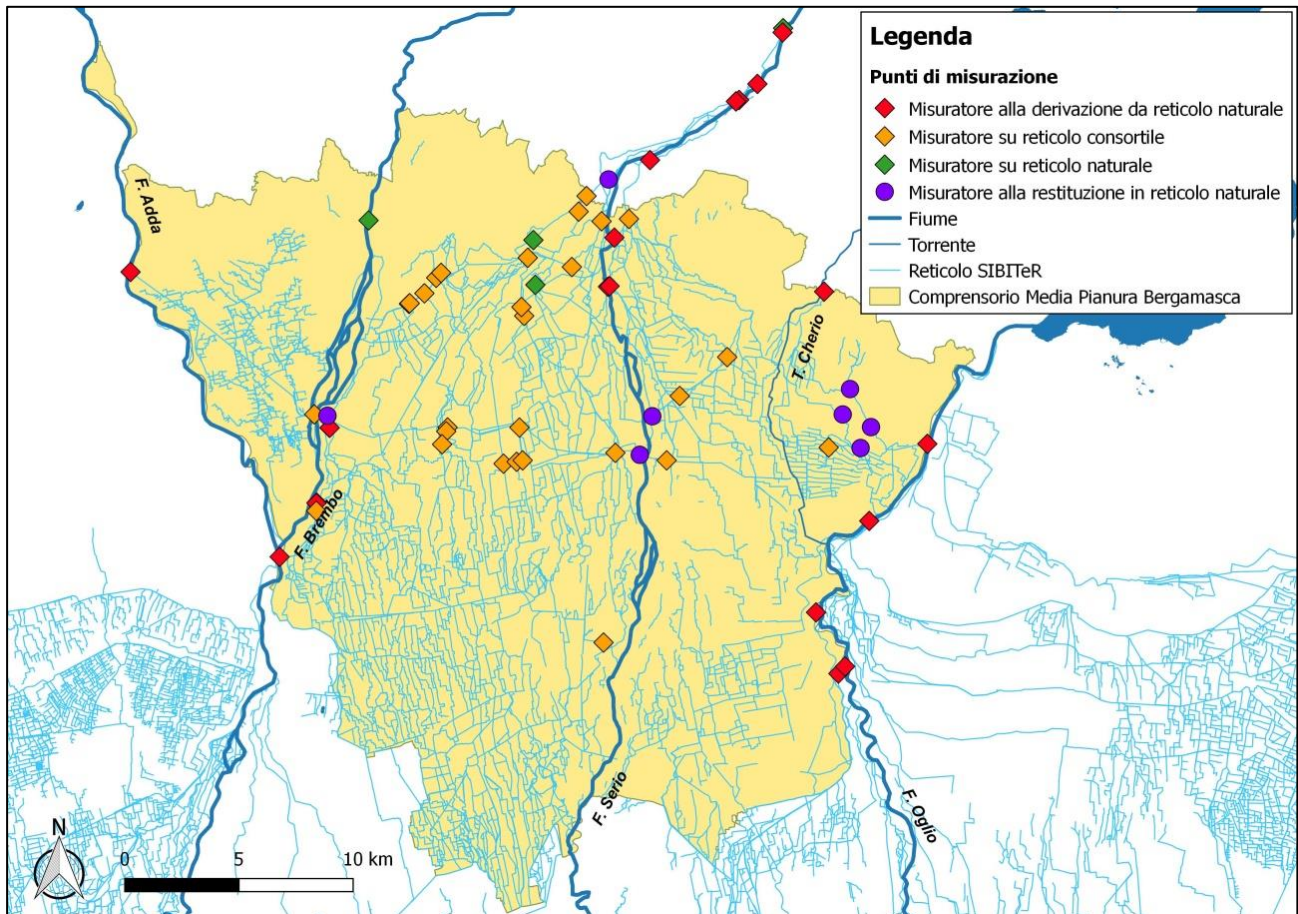 Legenda
Punti di misurazione
Misuratore alla derivazione da reticolo naturale
Misuratore su reticolo consortile
Misuratore su reticolo naturale
Misuratore alla restituzione in reticolo naturale
Fiume
Torrente
Reticolo SIBITeR
Comprensorio Media Pianura Bergamasca
F. Adda
T. Cherio
F. Brembo
F. Serio
F. Oglio
N
0 5 10 km